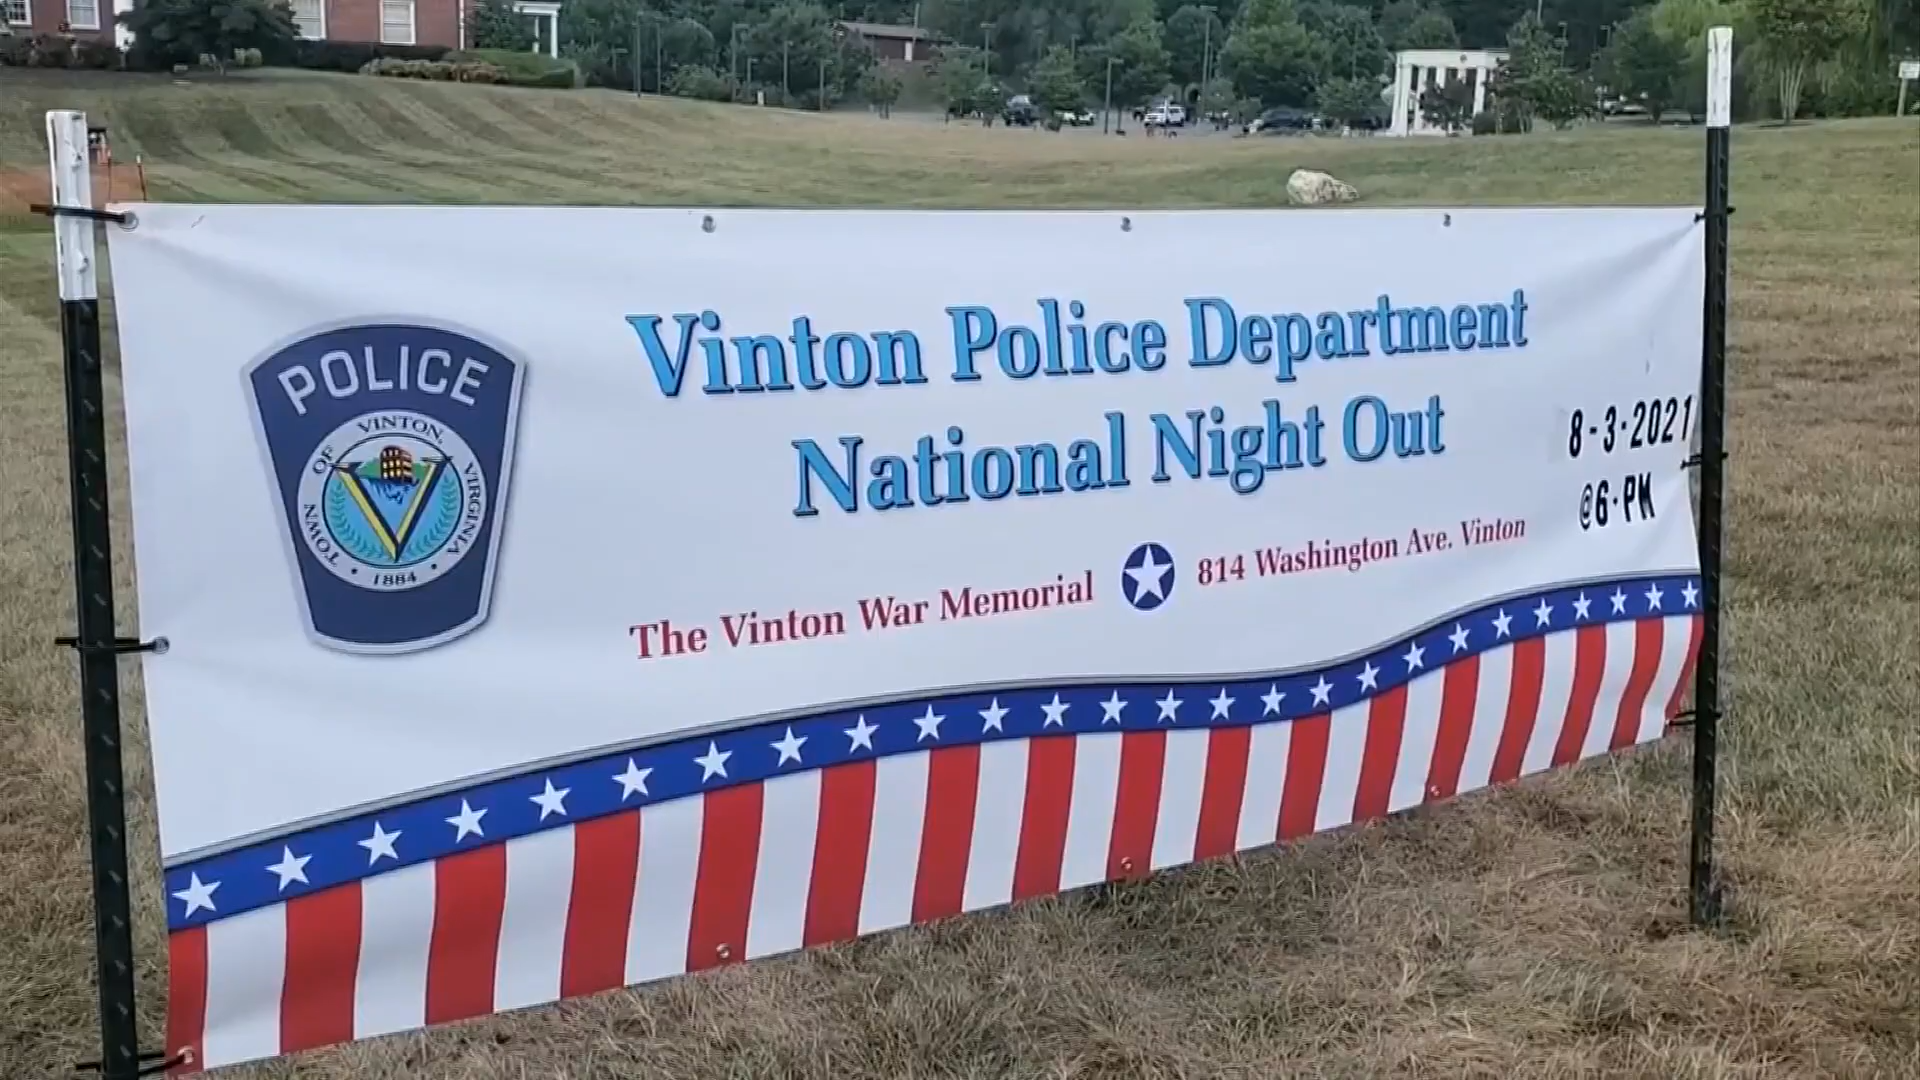 POLICE
TOWN OF VINTON, VIRGINIA
• 1884 •
Vinton Police Department
National Night Out
8-3-2021
@6·PM
The Vinton War Memorial
814 Washington Ave. Vinton